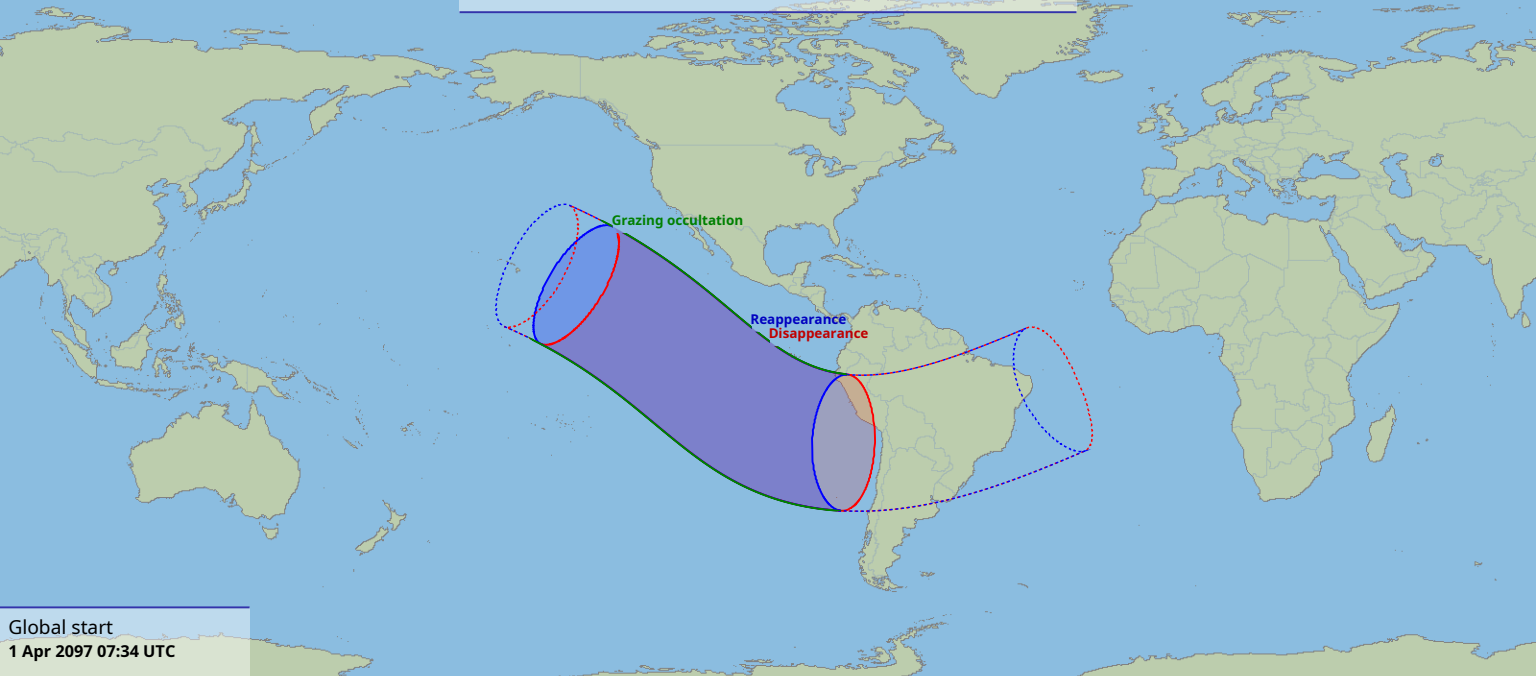 Grazing occultation
Reappearance
Disappearance
Global start
1 Apr 2097 07:34 UTC